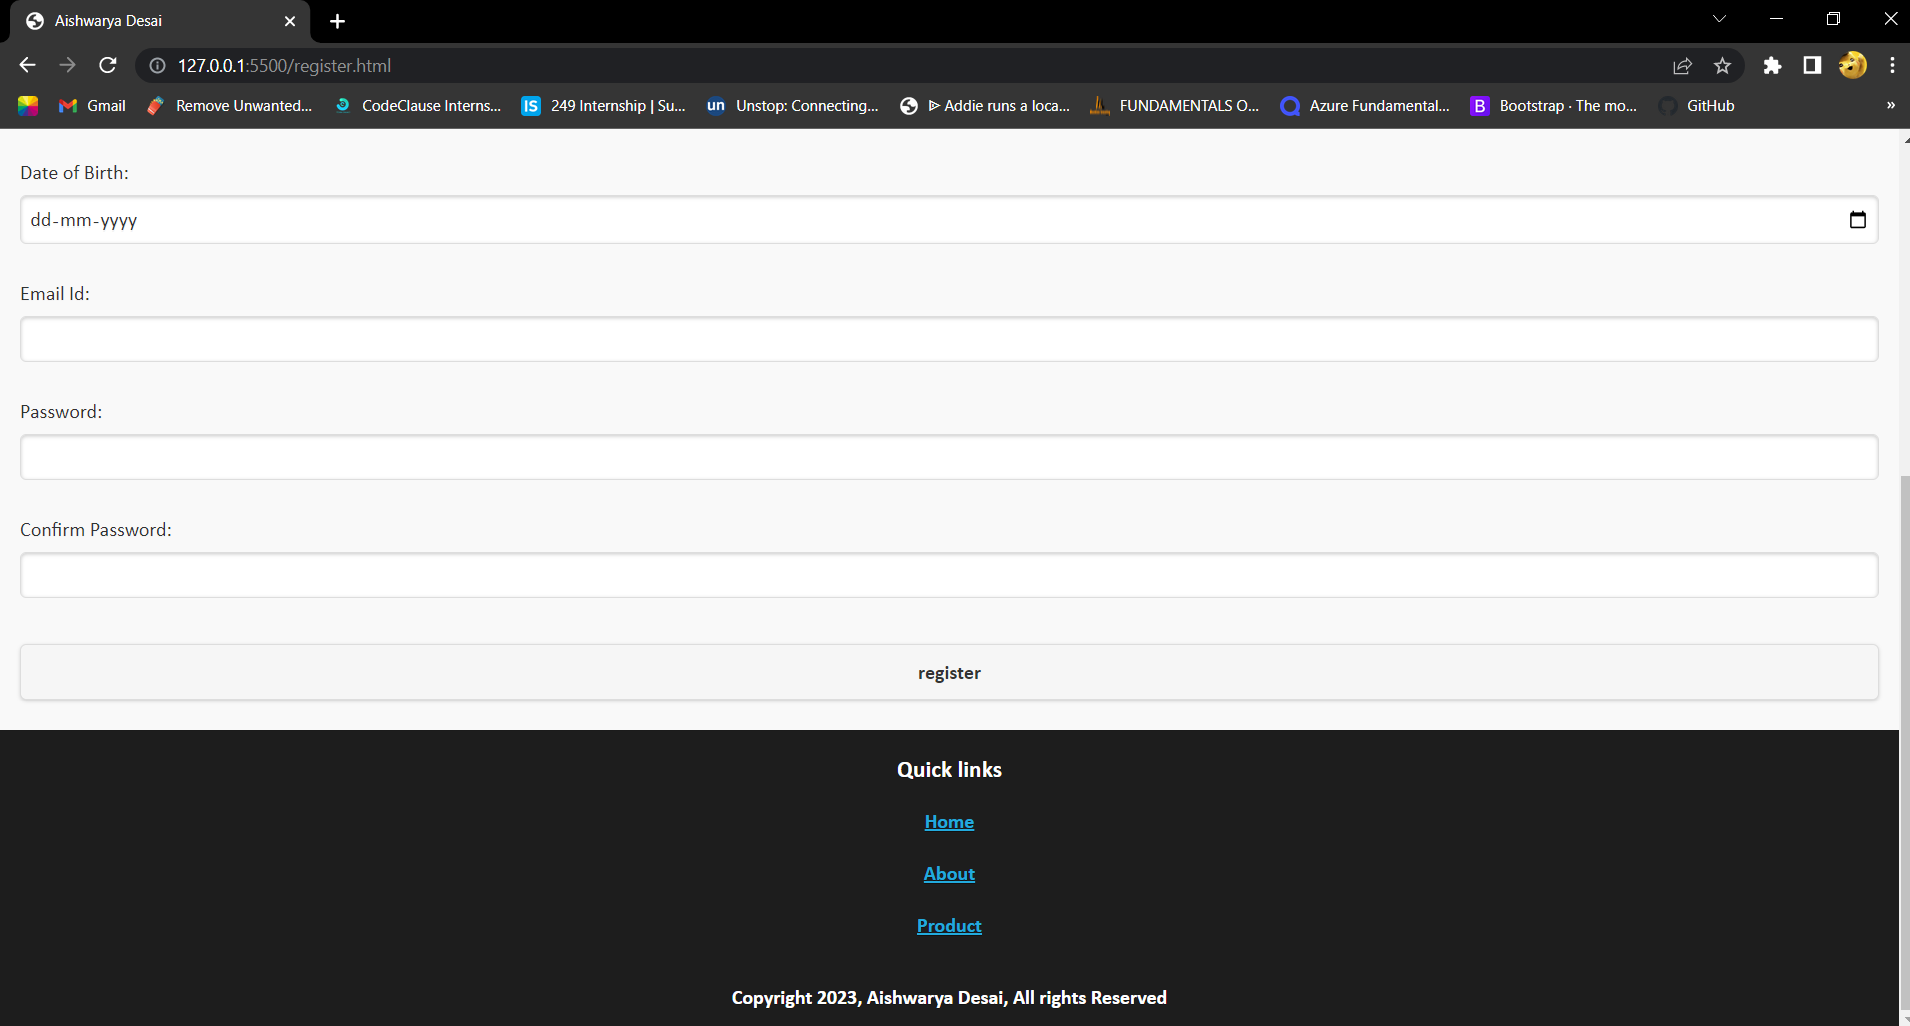 Aishwarya Desai
127.0.0.1:5500/register.html
Gmail Remove Unwanted... CodeClause Interns... IS 249 Internship | Su... un Unstop: Connecting... ⊳ Addie runs a loca... FUNDAMENTALS O... Azure Fundamental... B Bootstrap · The mo... GitHub »
Date of Birth:
dd-mm-yyyy
Email Id:
Password:
Confirm Password:
register
Quick links
Home
About
Product
Copyright 2023, Aishwarya Desai, All rights Reserved